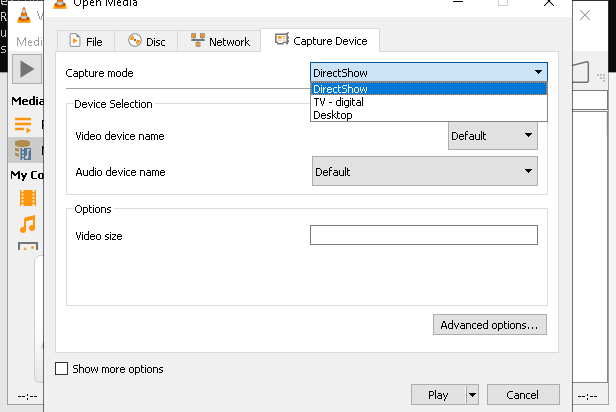 Open Media
File
Disc
Network
Capture Device
Capture mode
DirectShow
DirectShow
TV - digital
Desktop
Device Selection
Video device name
Default
Audio device name
Default
Options
Video size
Advanced options...
Show more options
Play
Cancel
Medi
Media
My Co
--:--
--:--